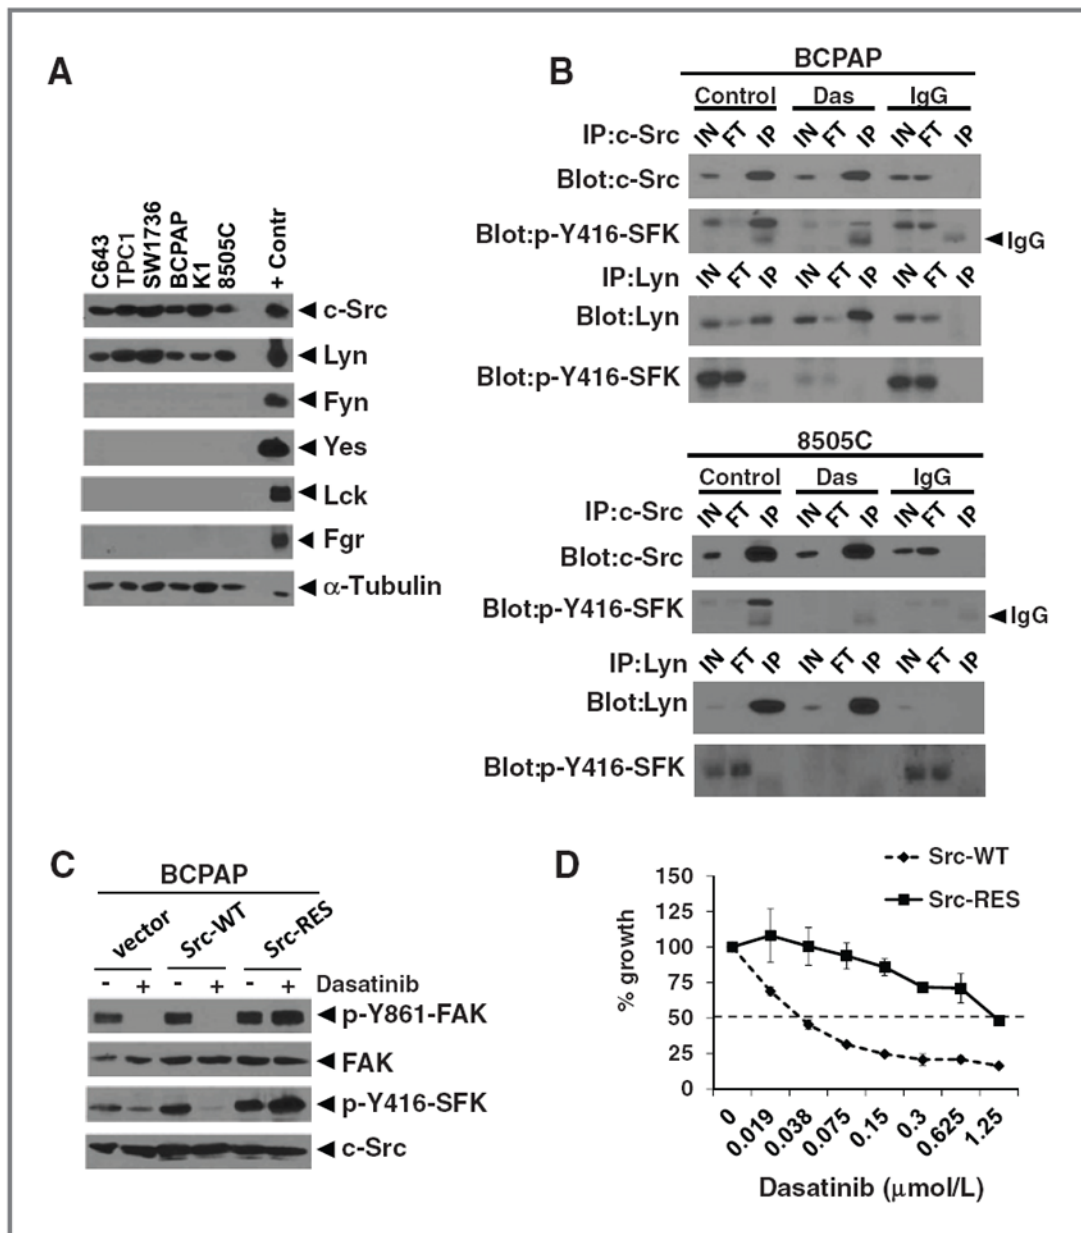 A
C643 TPC1 SW1736 BCPAP K1 8505C + Contr
c-Src
Lyn
Fyn
Yes
Lck
Fgr
α-Tubulin
B
BCPAP
Control Das IgG
IP:c-Src IN FT IP IN FT IP IN FT IP
Blot:c-Src
Blot:p-Y416-SFK IgG
IP:Lyn IN FT IP IN FT IP IN FT IP
Blot:Lyn
Blot:p-Y416-SFK
8505C
Control Das IgG
IP:c-Src IN FT IP IN FT IP IN FT IP
Blot:c-Src
Blot:p-Y416-SFK IgG
IP:Lyn IN FT IP IN FT IP IN FT IP
Blot:Lyn
Blot:p-Y416-SFK
C
BCPAP
vector Src-WT Src-RES
- + - + - + Dasatinib
p-Y861-FAK
FAK
p-Y416-SFK
c-Src
D
Src-WT
Src-RES
150
125
100
75
50
25
0
% growth
0 0.019 0.038 0.075 0.15 0.3 0.625 1.25
Dasatinib (μmol/L)